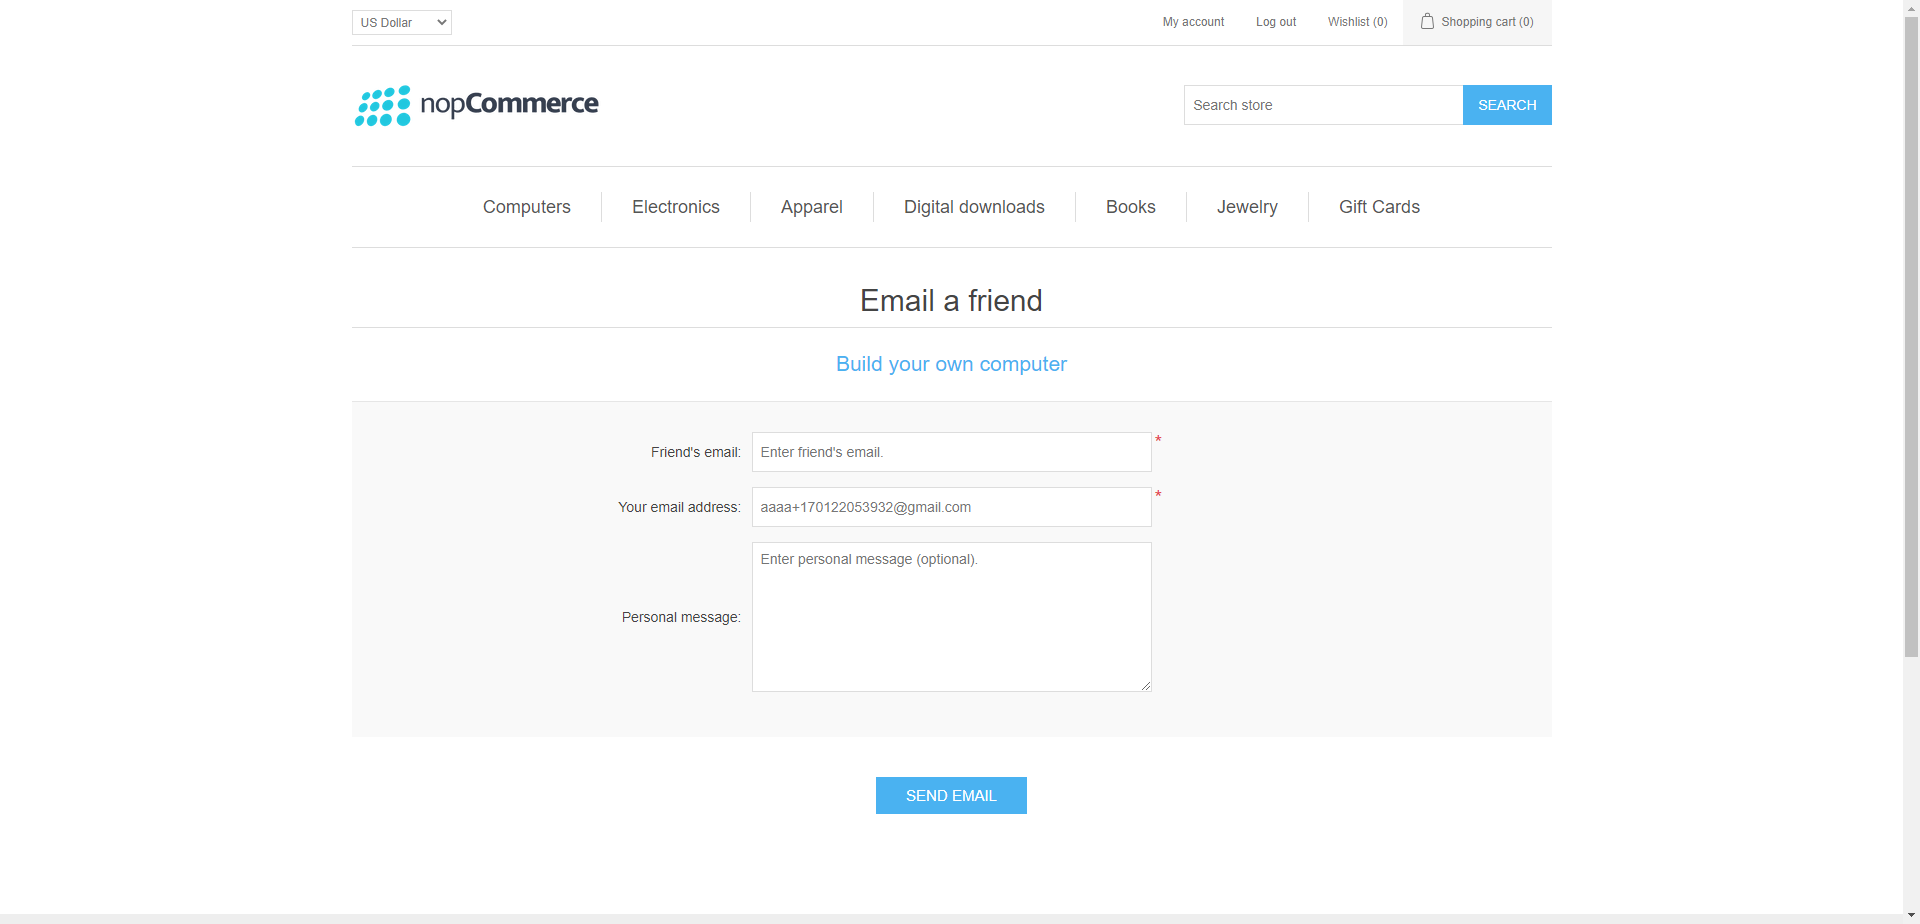 US Dollar
My account
Log out
Wishlist (0)
Shopping cart (0)
nopCommerce
Search store
SEARCH
Computers
Electronics
Apparel
Digital downloads
Books
Jewelry
Gift Cards
Email a friend
Build your own computer
Friend's email:
Enter friend's email.
*
Your email address:
aaaa+170122053932@gmail.com
*
Personal message:
Enter personal message (optional).
SEND EMAIL